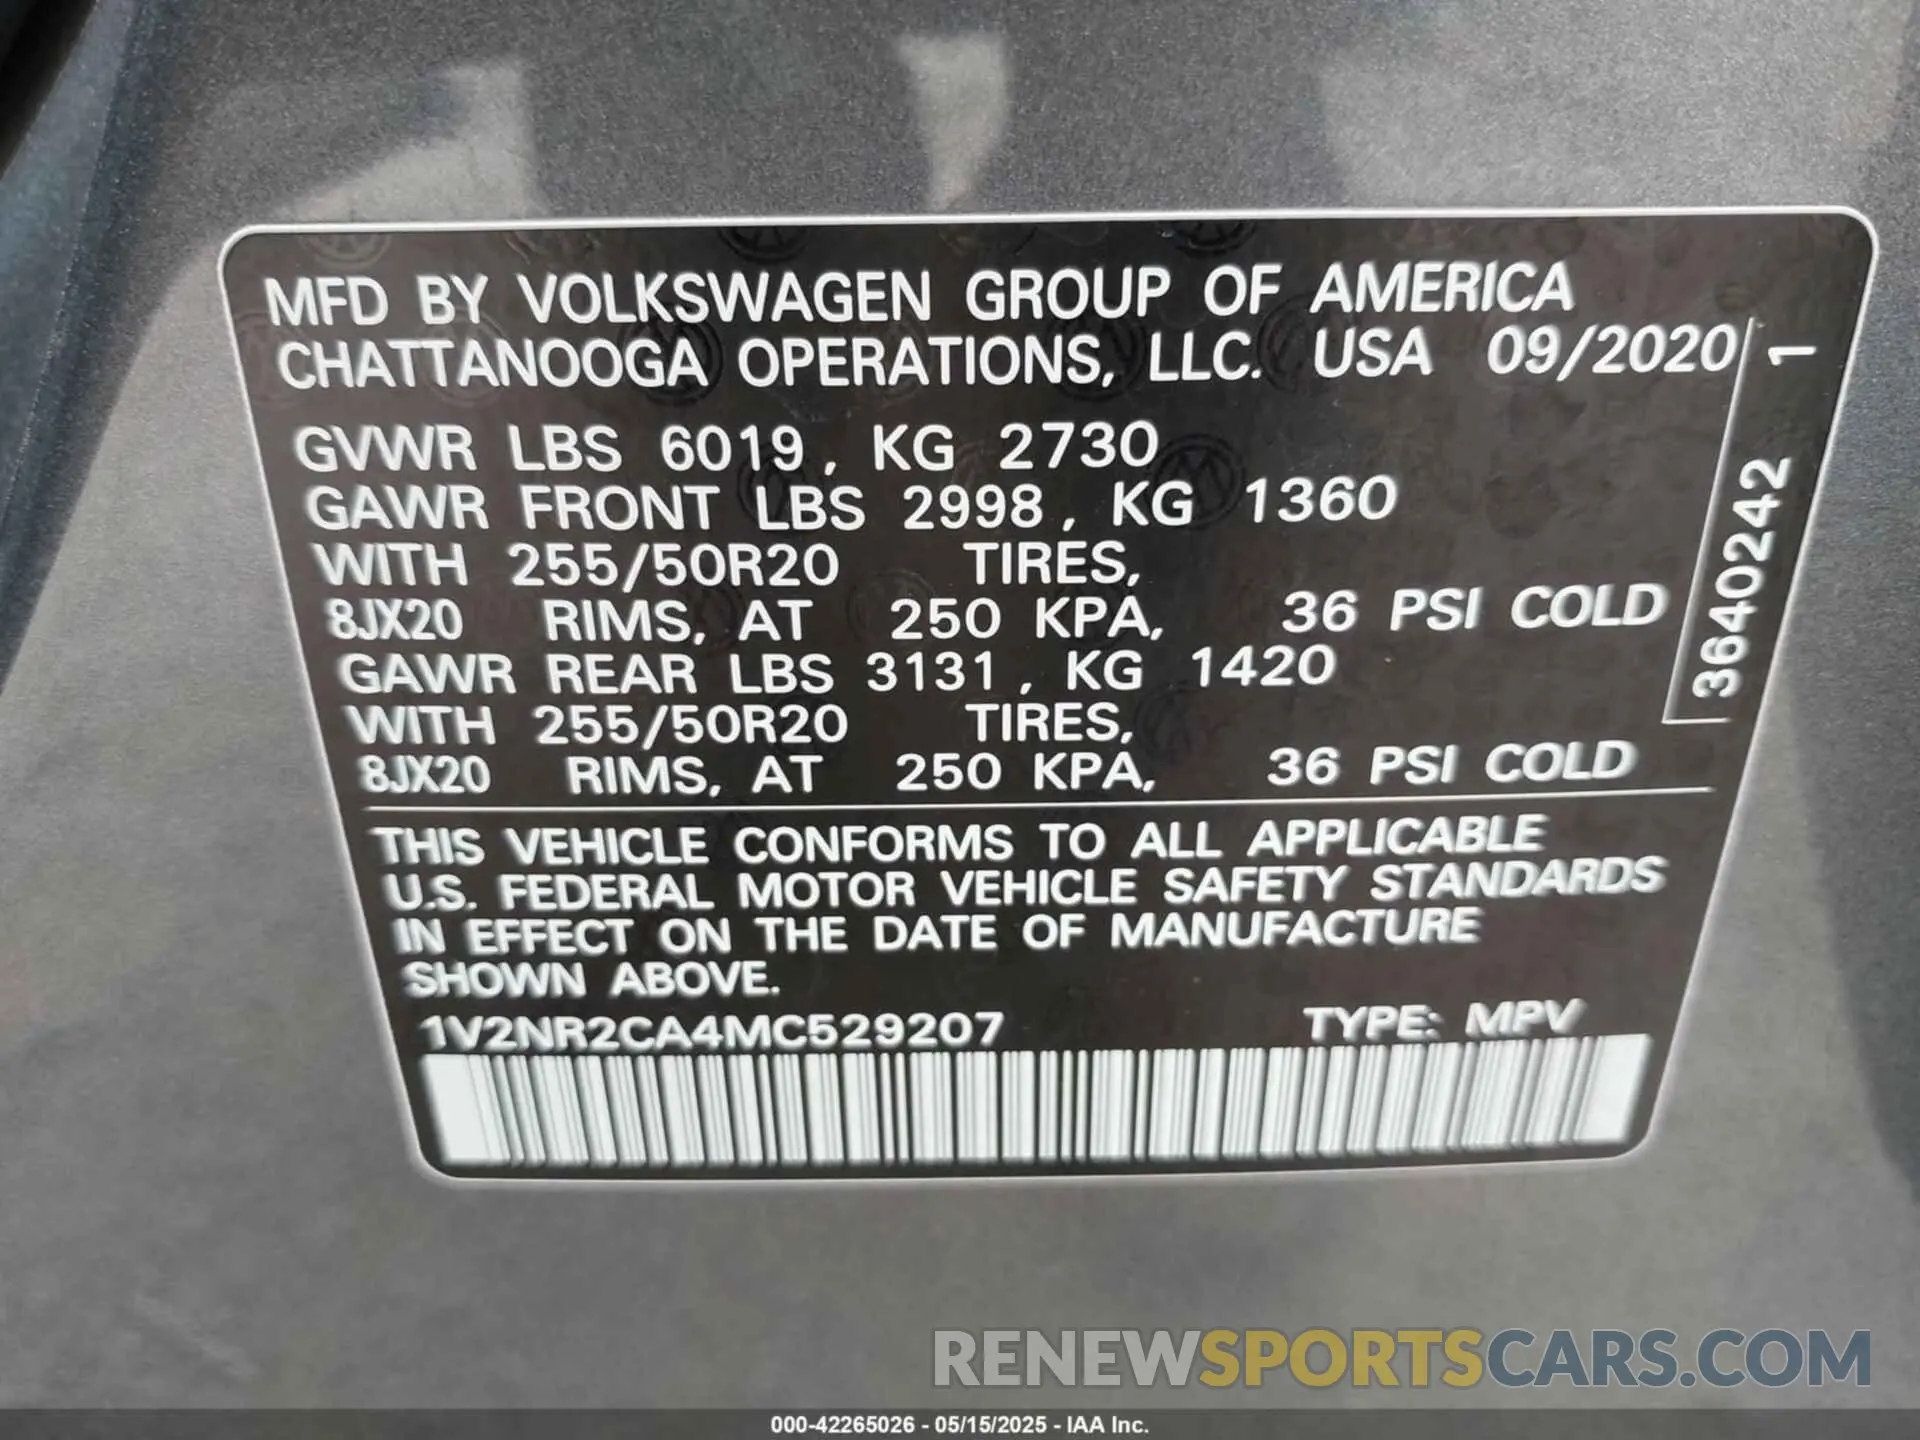 MFD BY VOLKSWAGEN GROUP OF AMERICA
CHATTANOOGA OPERATIONS, LLC. USA 09/2020
GVWR LBS 6019, KG 2730
GAWR FRONT LBS 2998, KG 1360
WITH 255/50R20 TIRES,
8JX20 RIMS, AT 250 KPA, 36 PSI COLD
GAWR REAR LBS 3131, KG 1420
WITH 255/50R20 TIRES,
8JX20 RIMS, AT 250 KPA, 36 PSI COLD
3640242 1
THIS VEHICLE CONFORMS TO ALL APPLICABLE
U.S. FEDERAL MOTOR VEHICLE SAFETY STANDARDS
IN EFFECT ON THE DATE OF MANUFACTURE
SHOWN ABOVE.
1V2NR2CA4MC529207 TYPE: MPV
RENEWSPORTSCARS.COM
000-42265026 - 05/15/2025 - IAA Inc.